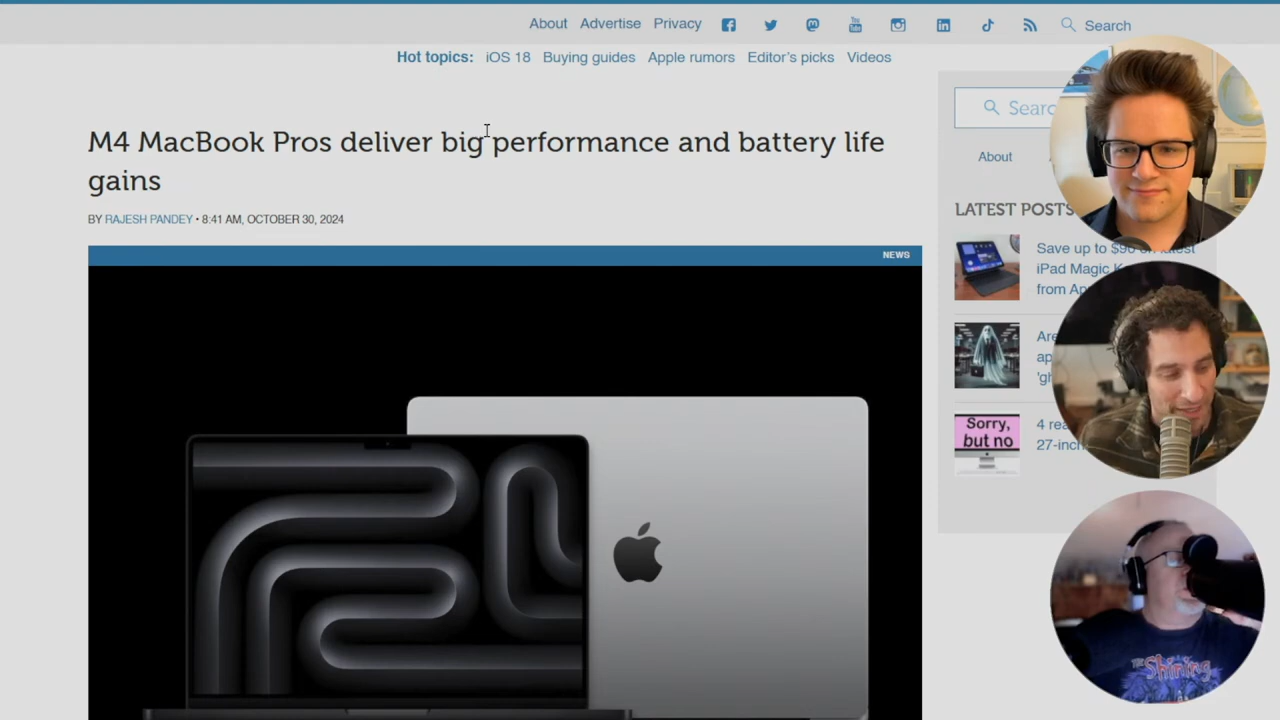 About Advertise Privacy Search
Hot topics: iOS 18 Buying guides Apple rumors Editor's picks Videos
M4 MacBook Pros deliver big performance and battery life
gains
BY RAJESH PANDEY • 8:41 AM, OCTOBER 30, 2024
NEWS
About
LATEST POSTS
Save up to
iPad Magic
from
Sorry,
but no
27-inch
The
Shining